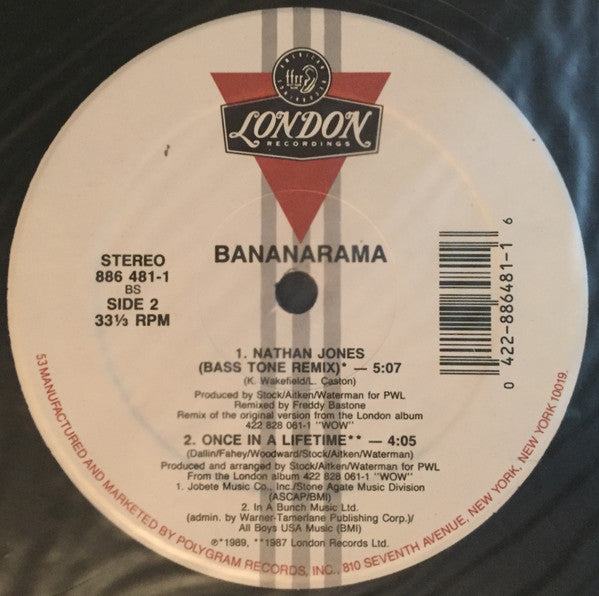 AMERICAN
ffrr
LONDON
RECORDINGS
BANANARAMA
STEREO
886 481-1
BS
SIDE 2
33⅓ RPM
6
0 422-886481-1
1. NATHAN JONES
(BASS TONE REMIX)* — 5:07
(K. Wakefield/L. Caston)
Produced by Stock/Aitken/Waterman for PWL
Remixed by Freddy Bastone
Remix of the original version from the London album
422 828 061-1 "WOW"
2. ONCE IN A LIFETIME** — 4:05
(Dallin/Fahey/Woodward/Stock/Aitken/Waterman)
Produced and arranged by Stock/Aitken/Waterman for PWL
From the London album 422 828 061-1 "WOW"
1. Jobete Music Co., Inc./Stone Agate Music Division
(ASCAP/BMI)
2. In A Bunch Music Ltd.
(admin. by Warner-Tamerlane Publishing Corp.)/
All Boys USA Music (BMI)
℗*1989, **1987 London Records Ltd.
53 MANUFACTURED AND MARKETED BY POLYGRAM RECORDS, INC., 810 SEVENTH AVENUE, NEW YORK, NEW YORK 10019.